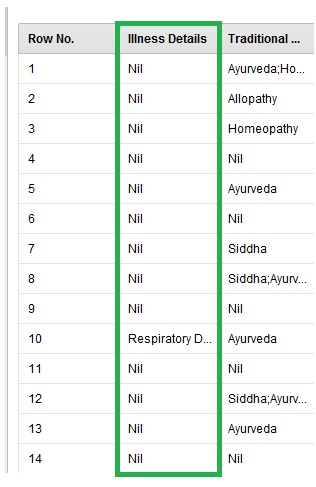 Row No. Illness Details Traditional ...
1 Nil Ayurveda;Ho...
2 Nil Allopathy
3 Nil Homeopathy
4 Nil Nil
5 Nil Ayurveda
6 Nil Nil
7 Nil Siddha
8 Nil Siddha;Ayurv...
9 Nil Nil
10 Respiratory D... Ayurveda
11 Nil Nil
12 Nil Siddha;Ayurv...
13 Nil Ayurveda
14 Nil Nil